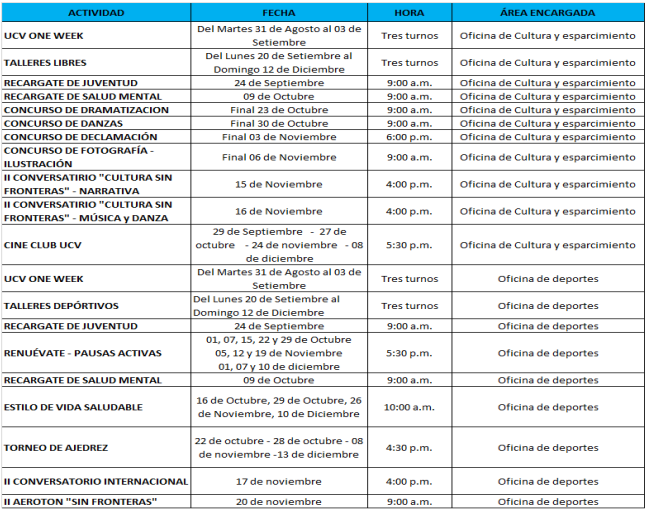 ACTIVIDAD FECHA HORA ÁREA ENCARGADA
UCV ONE WEEK Del Martes 31 de Agosto al 03 de Setiembre Tres turnos Oficina de Cultura y esparcimiento
TALLERES LIBRES Del Lunes 20 de Setiembre al Domingo 12 de Diciembre Tres turnos Oficina de Cultura y esparcimiento
RECARGATE DE JUVENTUD 24 de Septiembre 9:00 a.m. Oficina de Cultura y esparcimiento
RECARGATE DE SALUD MENTAL 09 de Octubre 9:00 a.m. Oficina de Cultura y esparcimiento
CONCURSO DE DRAMATIZACION Final 23 de Octubre 9:00 a.m. Oficina de Cultura y esparcimiento
CONCURSO DE DANZAS Final 30 de Octubre 9:00 a.m. Oficina de Cultura y esparcimiento
CONCURSO DE DECLAMACIÓN Final 03 de Noviembre 6:00 p.m. Oficina de Cultura y esparcimiento
CONCURSO DE FOTOGRAFÍA - ILUSTRACIÓN Final 06 de Noviembre 9:00 a.m. Oficina de Cultura y esparcimiento
II CONVERSATIRIO "CULTURA SIN FRONTERAS" - NARRATIVA 15 de Noviembre 4:00 p.m. Oficina de Cultura y esparcimiento
II CONVERSATIRIO "CULTURA SIN FRONTERAS" - MÚSICA y DANZA 16 de Noviembre 4:00 p.m. Oficina de Cultura y esparcimiento
CINE CLUB UCV 29 de Septiembre - 27 de octubre - 24 de noviembre - 08 de diciembre 5:30 p.m. Oficina de Cultura y esparcimiento
UCV ONE WEEK Del Martes 31 de Agosto al 03 de Setiembre Tres turnos Oficina de deportes
TALLERES DEPÓRTIVOS Del Lunes 20 de Setiembre al Domingo 12 de Diciembre Tres turnos Oficina de deportes
RECARGATE DE JUVENTUD 24 de Septiembre 9:00 a.m. Oficina de deportes
RENUÉVATE - PAUSAS ACTIVAS 01, 07, 15, 22 y 29 de Octubre 05, 12 y 19 de Noviembre 01, 07 y 10 de diciembre 5:30 p.m. Oficina de deportes
RECARGATE DE SALUD MENTAL 09 de Octubre 9:00 a.m. Oficina de deportes
ESTILO DE VIDA SALUDABLE 16 de Octubre, 29 de Octubre, 26 de Noviembre, 10 de Diciembre 10:00 a.m. Oficina de deportes
TORNEO DE AJEDREZ 22 de octubre - 28 de octubre - 08 de noviembre -13 de diciembre 4:30 p.m. Oficina de deportes
II CONVERSATORIO INTERNACIONAL 17 de noviembre 4:00 p.m. Oficina de deportes
II AEROTON "SIN FRONTERAS" 20 de noviembre 9:00 a.m. Oficina de deportes